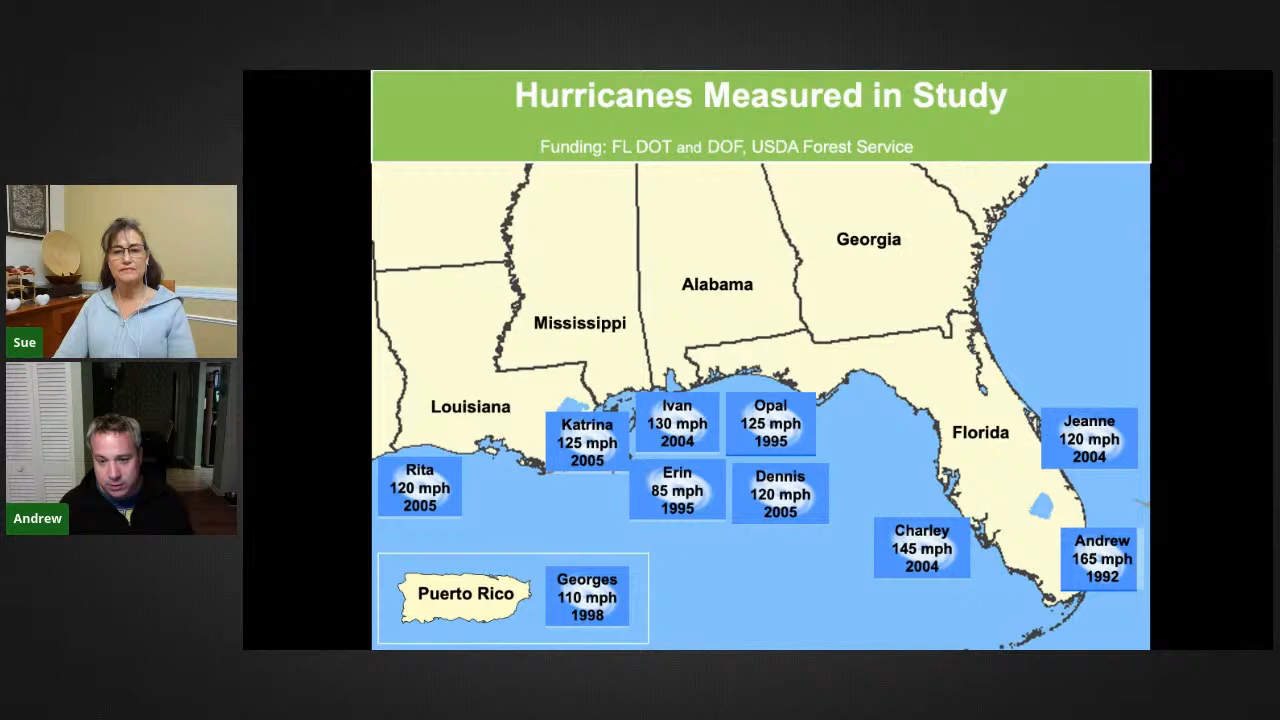 Hurricanes Measured in Study
Funding: FL DOT and DOF, USDA Forest Service
Georgia
Alabama
Mississippi
Louisiana
Florida
Katrina
125 mph
2005
Ivan
130 mph
2004
Opal
125 mph
1995
Jeanne
120 mph
2004
Rita
120 mph
2005
Erin
85 mph
1995
Dennis
120 mph
2005
Charley
145 mph
2004
Andrew
165 mph
1992
Puerto Rico
Georges
110 mph
1998
Sue
Andrew